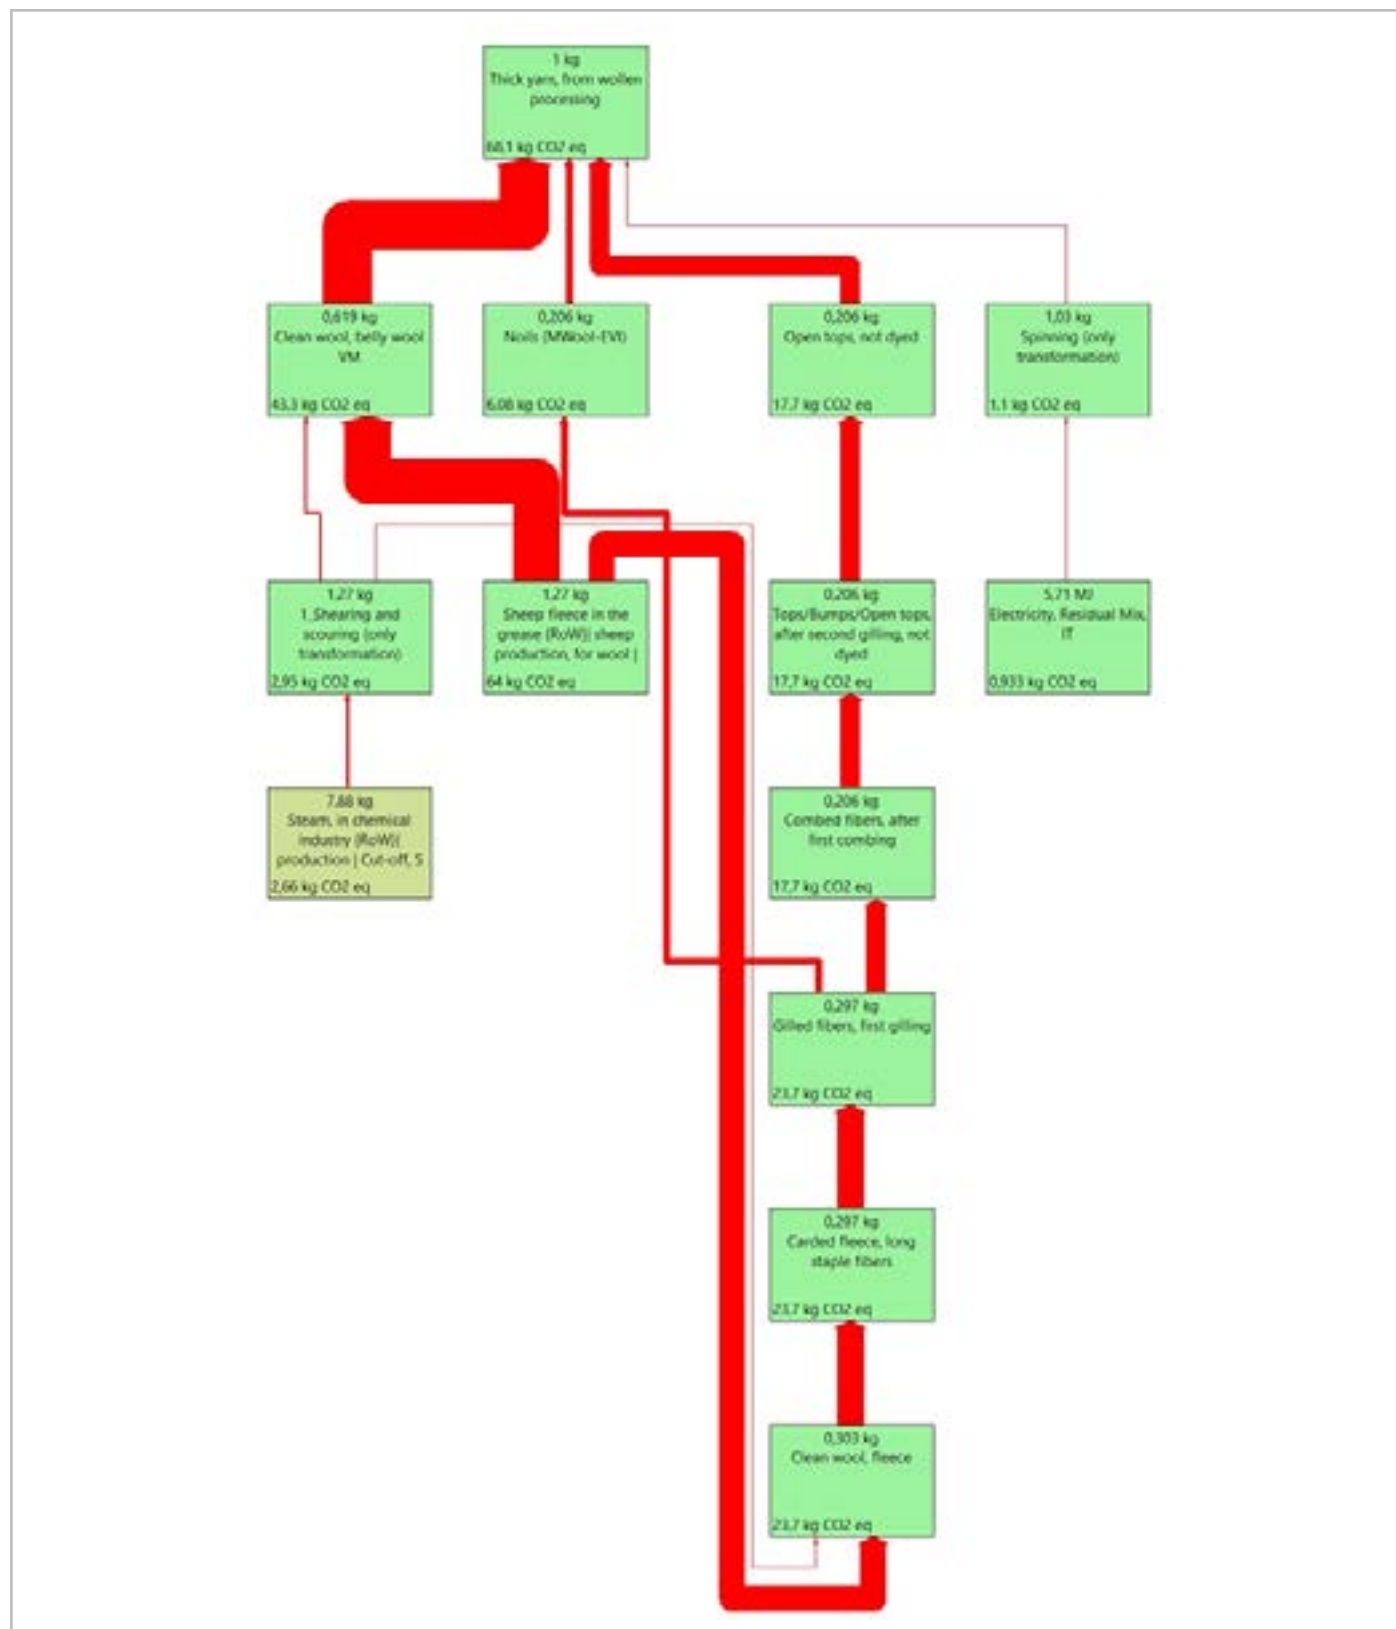 1 kg
Thick yarn, from wollen
processing
68,1 kg CO2 eq
0,619 kg
Clean wool, belly wool
VM
43,3 kg CO2 eq
0,206 kg
Noils (MWool-EVI)
6,08 kg CO2 eq
0,206 kg
Open tops, not dyed
17,7 kg CO2 eq
1,03 kg
Spinning (only
transformation)
1,1 kg CO2 eq
1,27 kg
1_Shearing and
scouring (only
transformation)
2,95 kg CO2 eq
1,27 kg
Sheep fleece in the
grease {RoW}| sheep
production, for wool |
64 kg CO2 eq
0,206 kg
Tops/Bumps/Open tops,
after second gilling, not
dyed
17,7 kg CO2 eq
5,71 MJ
Electricity, Residual Mix,
IT
0,933 kg CO2 eq
7,88 kg
Steam, in chemical
industry {RoW}|
production | Cut-off, S
2,66 kg CO2 eq
0,206 kg
Combed fibers, after
first combing
17,7 kg CO2 eq
0,297 kg
Gilled fibers, first gilling
23,7 kg CO2 eq
0,297 kg
Carded fleece, long
staple fibers
23,7 kg CO2 eq
0,303 kg
Clean wool, fleece
23,7 kg CO2 eq